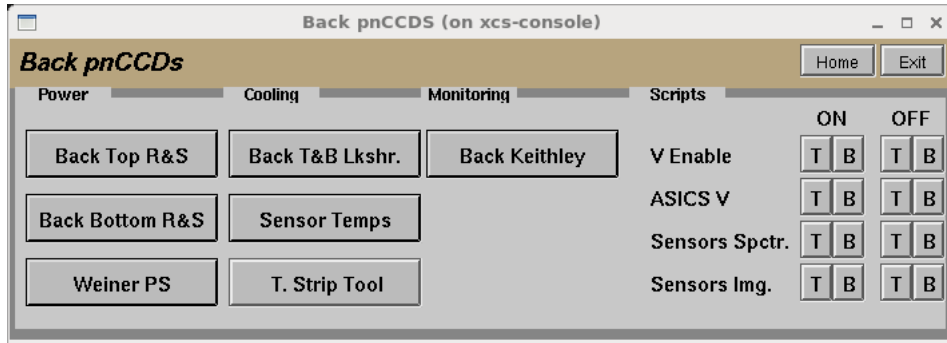 Back pnCCDS (on xcs-console)
Back pnCCDs Home Exit
Power Cooling Monitoring Scripts
ON OFF
Back Top R&S Back T&B Lkshr. Back Keithley V Enable T B T B
Back Bottom R&S Sensor Temps ASICS V T B T B
Sensors Spctr. T B T B
Weiner PS T. Strip Tool Sensors Img. T B T B